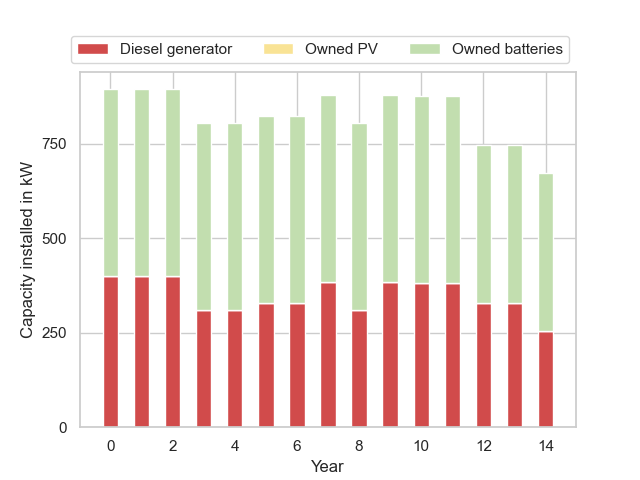 Diesel generator Owned PV Owned batteries
750
500
250
0
Capacity installed in kW
0 2 4 6 8 10 12 14
Year